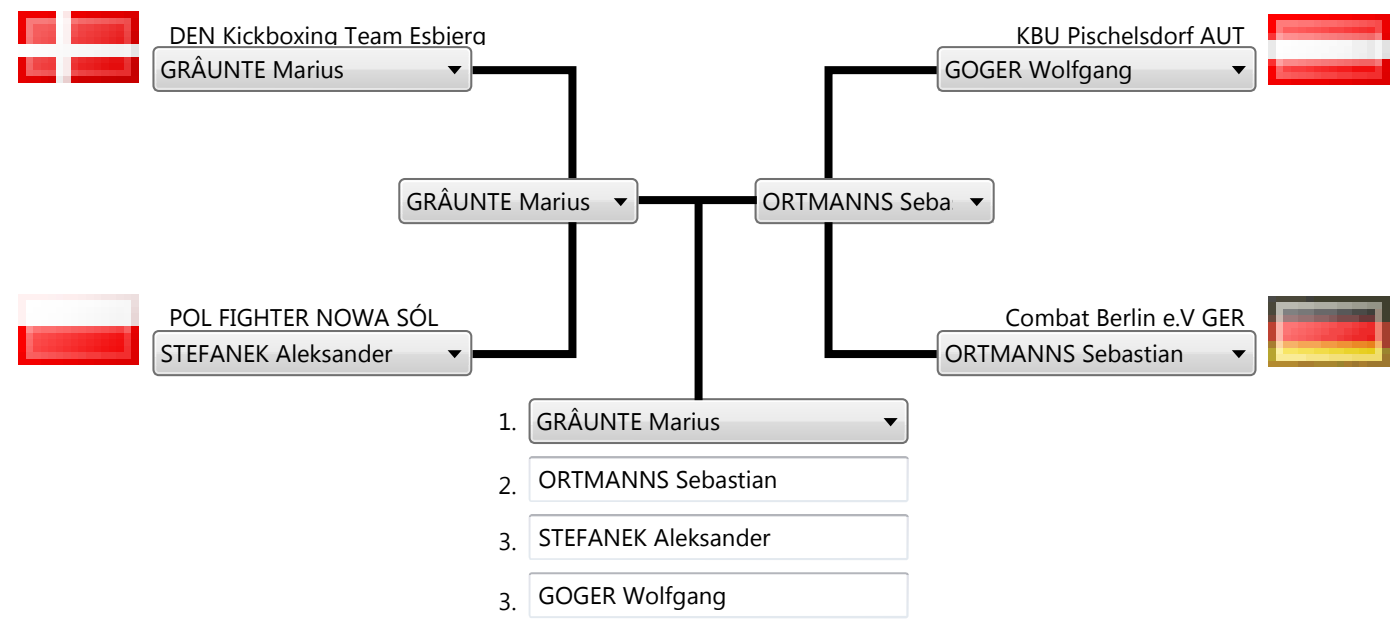 DEN Kickboxing Team Esbjerg
KBU Pischelsdorf AUT
GRÂUNTE Marius
GOGER Wolfgang
GRÂUNTE Marius
ORTMANNS Seba
POL FIGHTER NOWA SÓL
Combat Berlin e.V GER
STEFANEK Aleksander
ORTMANNS Sebastian
1. GRÂUNTE Marius
2. ORTMANNS Sebastian
3. STEFANEK Aleksander
3. GOGER Wolfgang